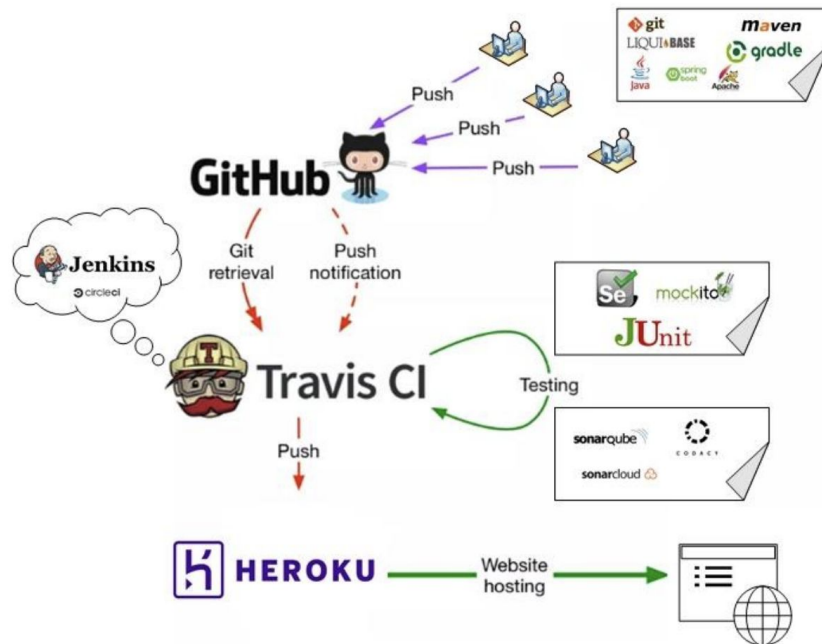 git
maven
LIQUIBASE
gradle
Java
spring
boot
Apache
Push
Push
Push
GitHub
Git
retrieval
Push
notification
Jenkins
circleci
Se
mockito
JUnit
T
Travis CI
Testing
Push
sonarqube
CODACY
sonarcloud
HEROKU
Website
hosting